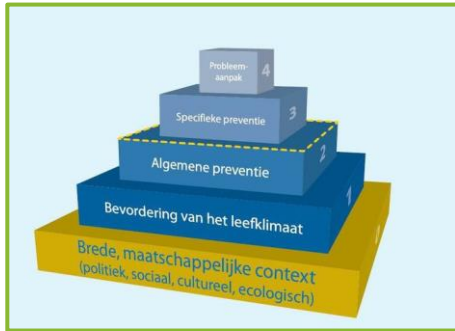 Probleem-
aanpak
4
Specifieke preventie
3
Algemene preventie
2
Bevordering van het leefklimaat
1
Brede, maatschappelijke context
(politiek, sociaal, cultureel, ecologisch)
0